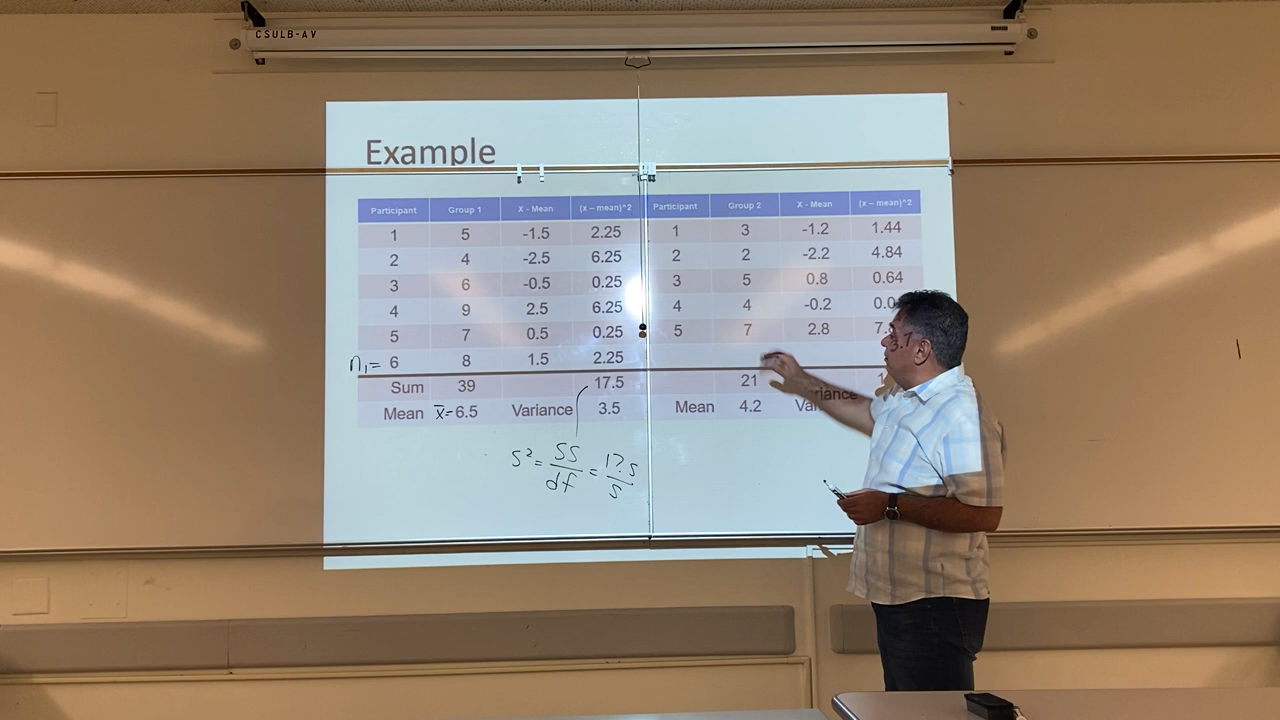 CSULB-AV
Example
Participant Group 1 X - Mean (x – mean)^2 Participant Group 2 X - Mean (x – mean)^2
1 5 -1.5 2.25 1 3 -1.2 1.44
2 4 -2.5 6.25 2 2 -2.2 4.84
3 6 -0.5 0.25 3 5 0.8 0.64
4 9 2.5 6.25 4 4 -0.2 0.0
5 7 0.5 0.25 5 7 2.8 7.
n₁= 6 8 1.5 2.25
Sum 39 17.5 21 1
Mean x̄= 6.5 Variance 3.5 Mean 4.2 Variance
s² = SS/df = 17.5/5